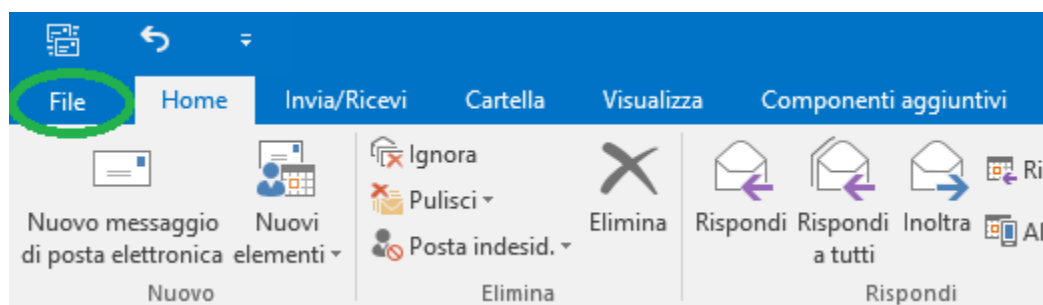 File Home Invia/Ricevi Cartella Visualizza Componenti aggiuntivi
Ignora
Pulisci
Posta indesid.
Nuovo messaggio
di posta elettronica
Nuovi
elementi
Elimina
Rispondi
Rispondi
a tutti
Inoltra
Nuovo
Elimina
Rispondi